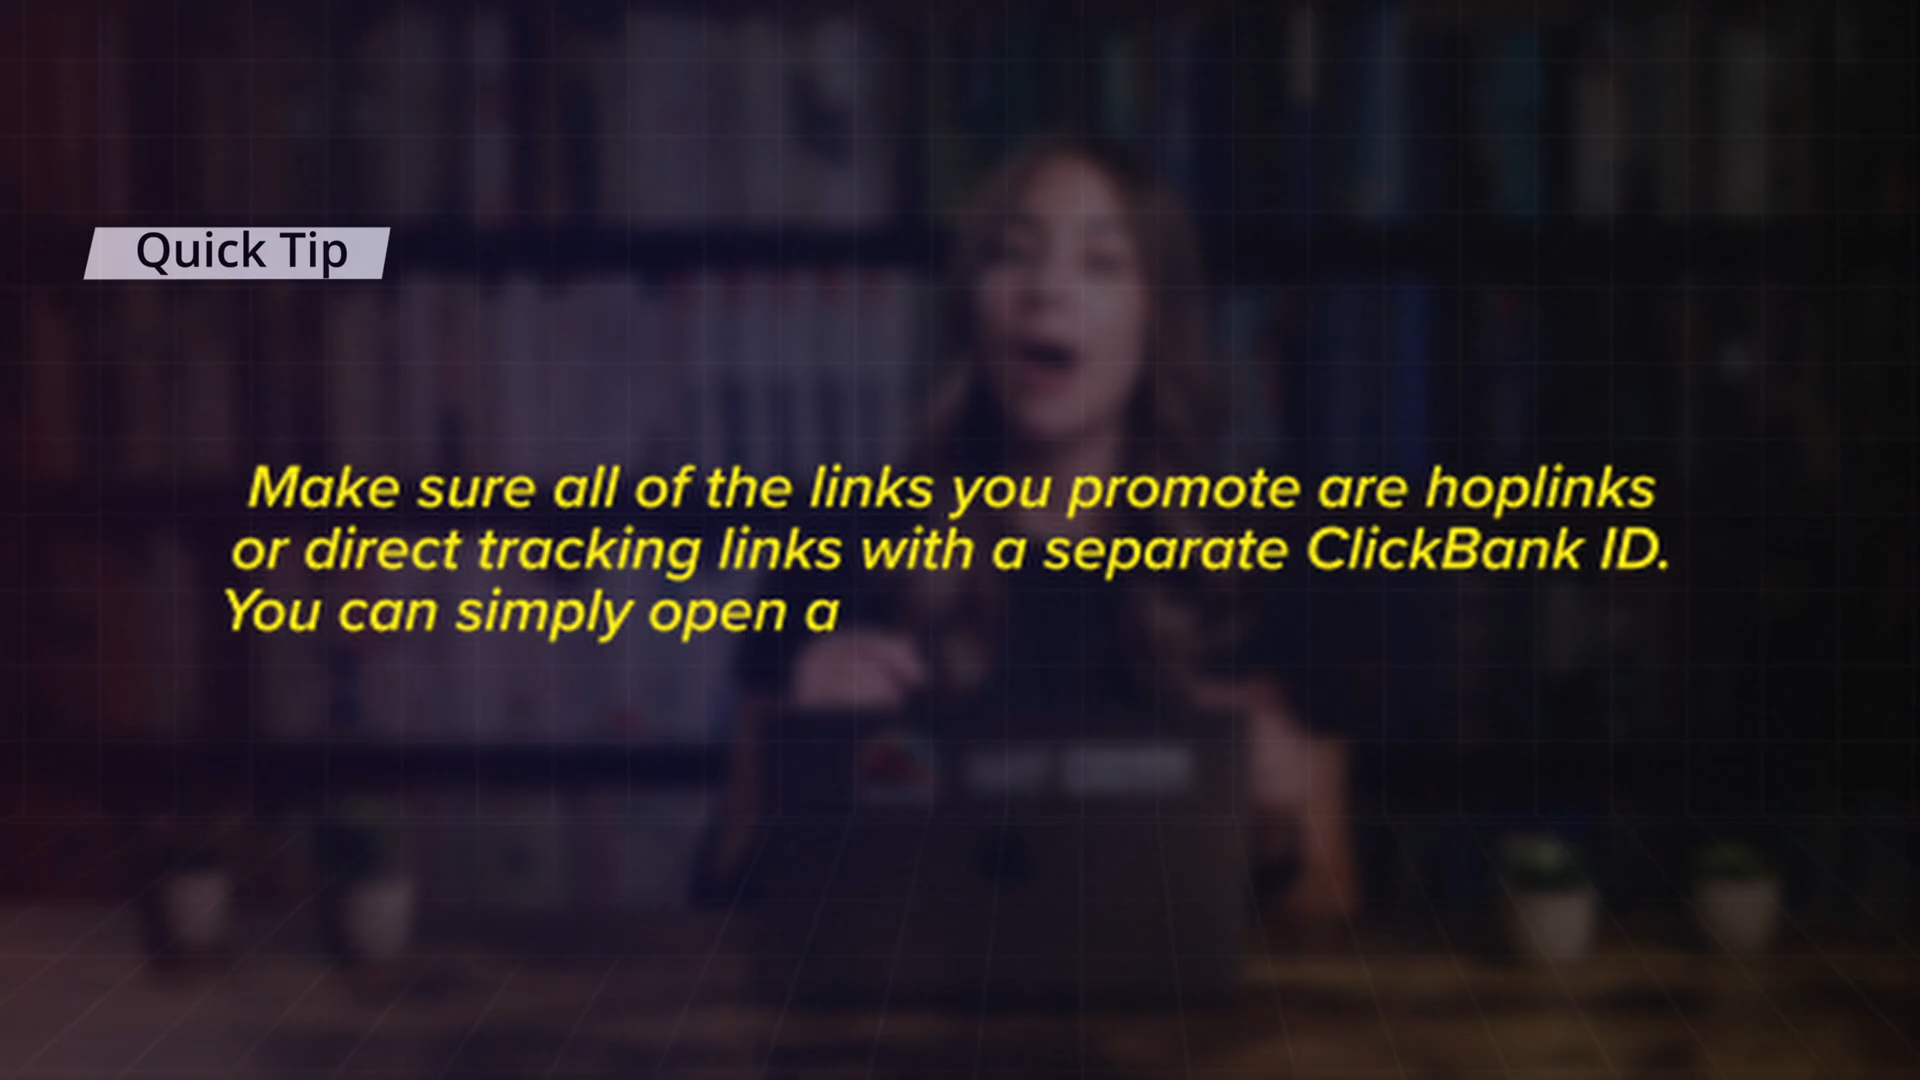 Quick Tip
Make sure all of the links you promote are hoplinks
or direct tracking links with a separate ClickBank ID.
You can simply open a